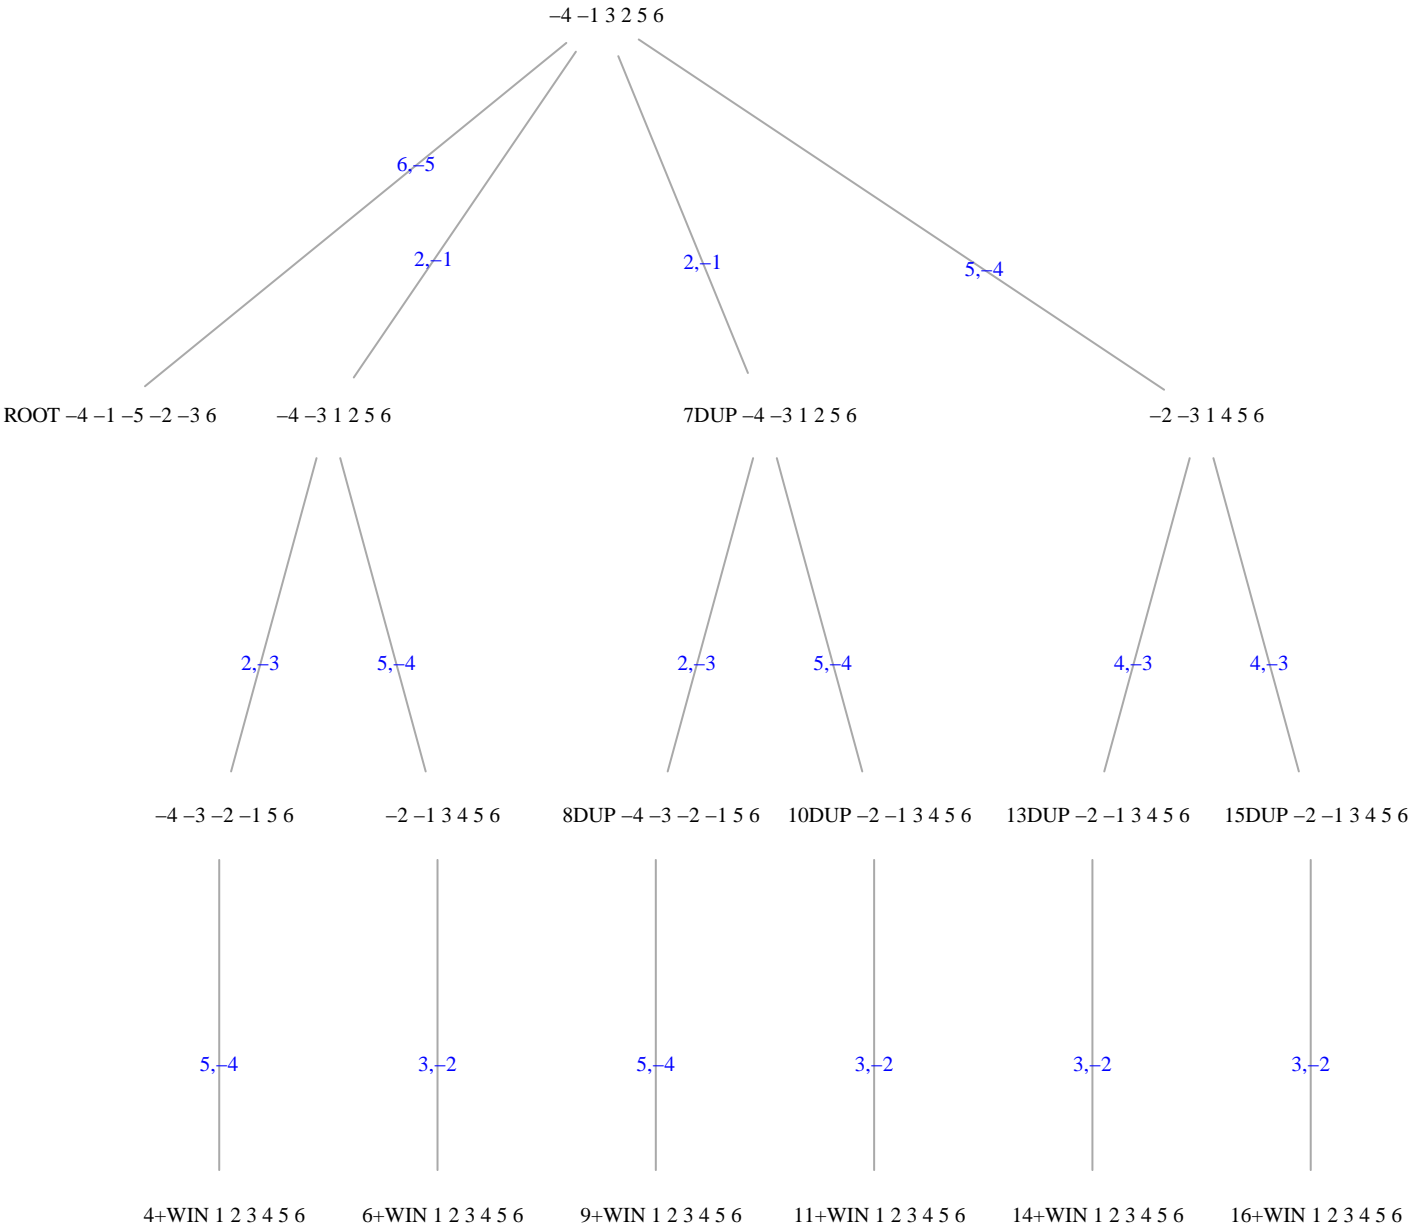 –4 –1 3 2 5 6
6,–5
2,–1
2,–1
5,–4
ROOT –4 –1 –5 –2 –3 6
–4 –3 1 2 5 6
7DUP –4 –3 1 2 5 6
–2 –3 1 4 5 6
2,–3
5,–4
2,–3
5,–4
4,–3
4,–3
–4 –3 –2 –1 5 6
–2 –1 3 4 5 6
8DUP –4 –3 –2 –1 5 6
10DUP –2 –1 3 4 5 6
13DUP –2 –1 3 4 5 6
15DUP –2 –1 3 4 5 6
5,–4
3,–2
5,–4
3,–2
3,–2
3,–2
4+WIN 1 2 3 4 5 6
6+WIN 1 2 3 4 5 6
9+WIN 1 2 3 4 5 6
11+WIN 1 2 3 4 5 6
14+WIN 1 2 3 4 5 6
16+WIN 1 2 3 4 5 6